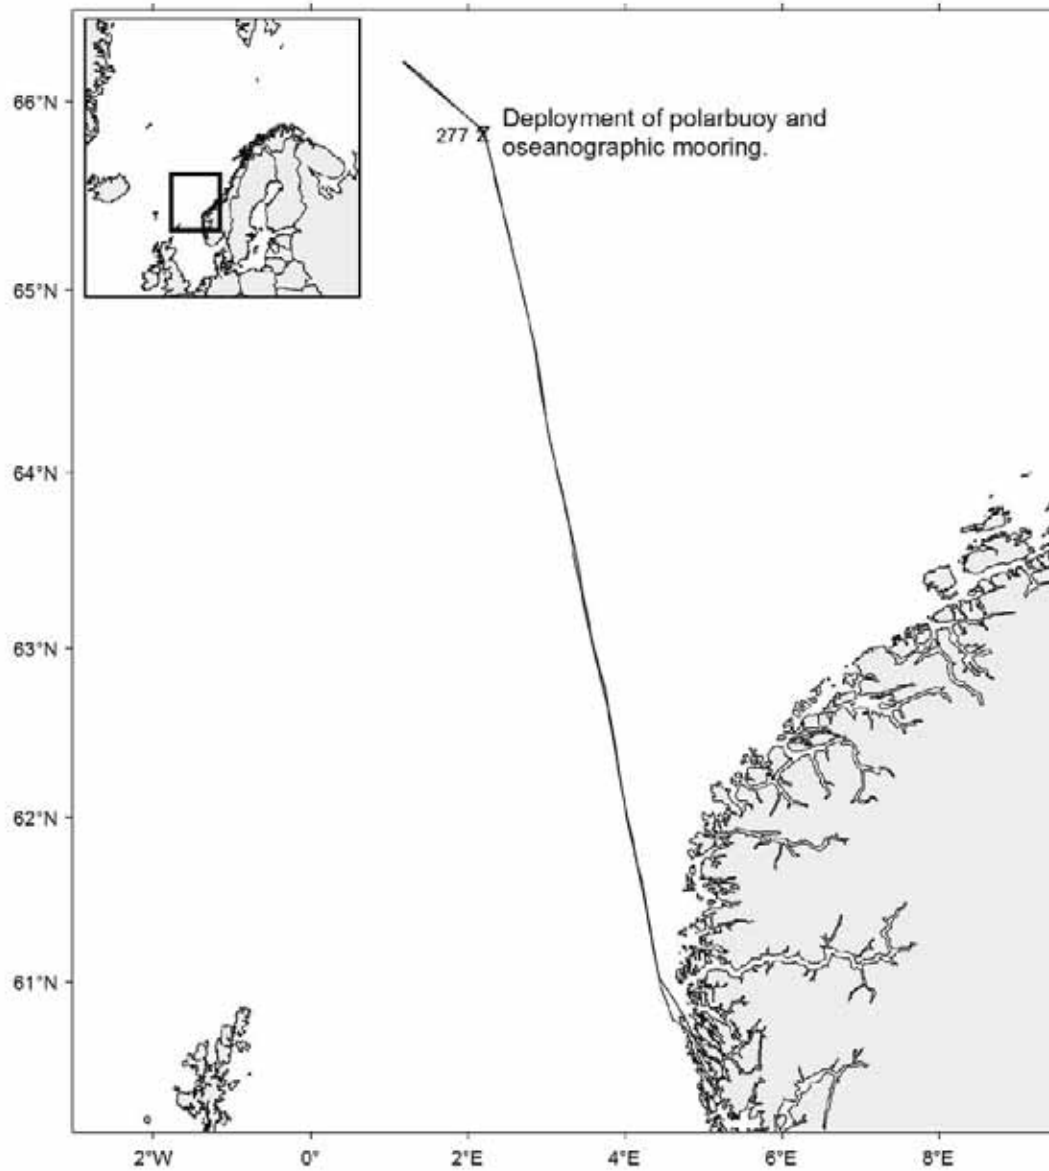 66°N
277 Z Deployment of polarbuoy and
oseanographic mooring.
65°N
64°N
63°N
62°N
61°N
2°W 0° 2°E 4°E 6°E 8°E